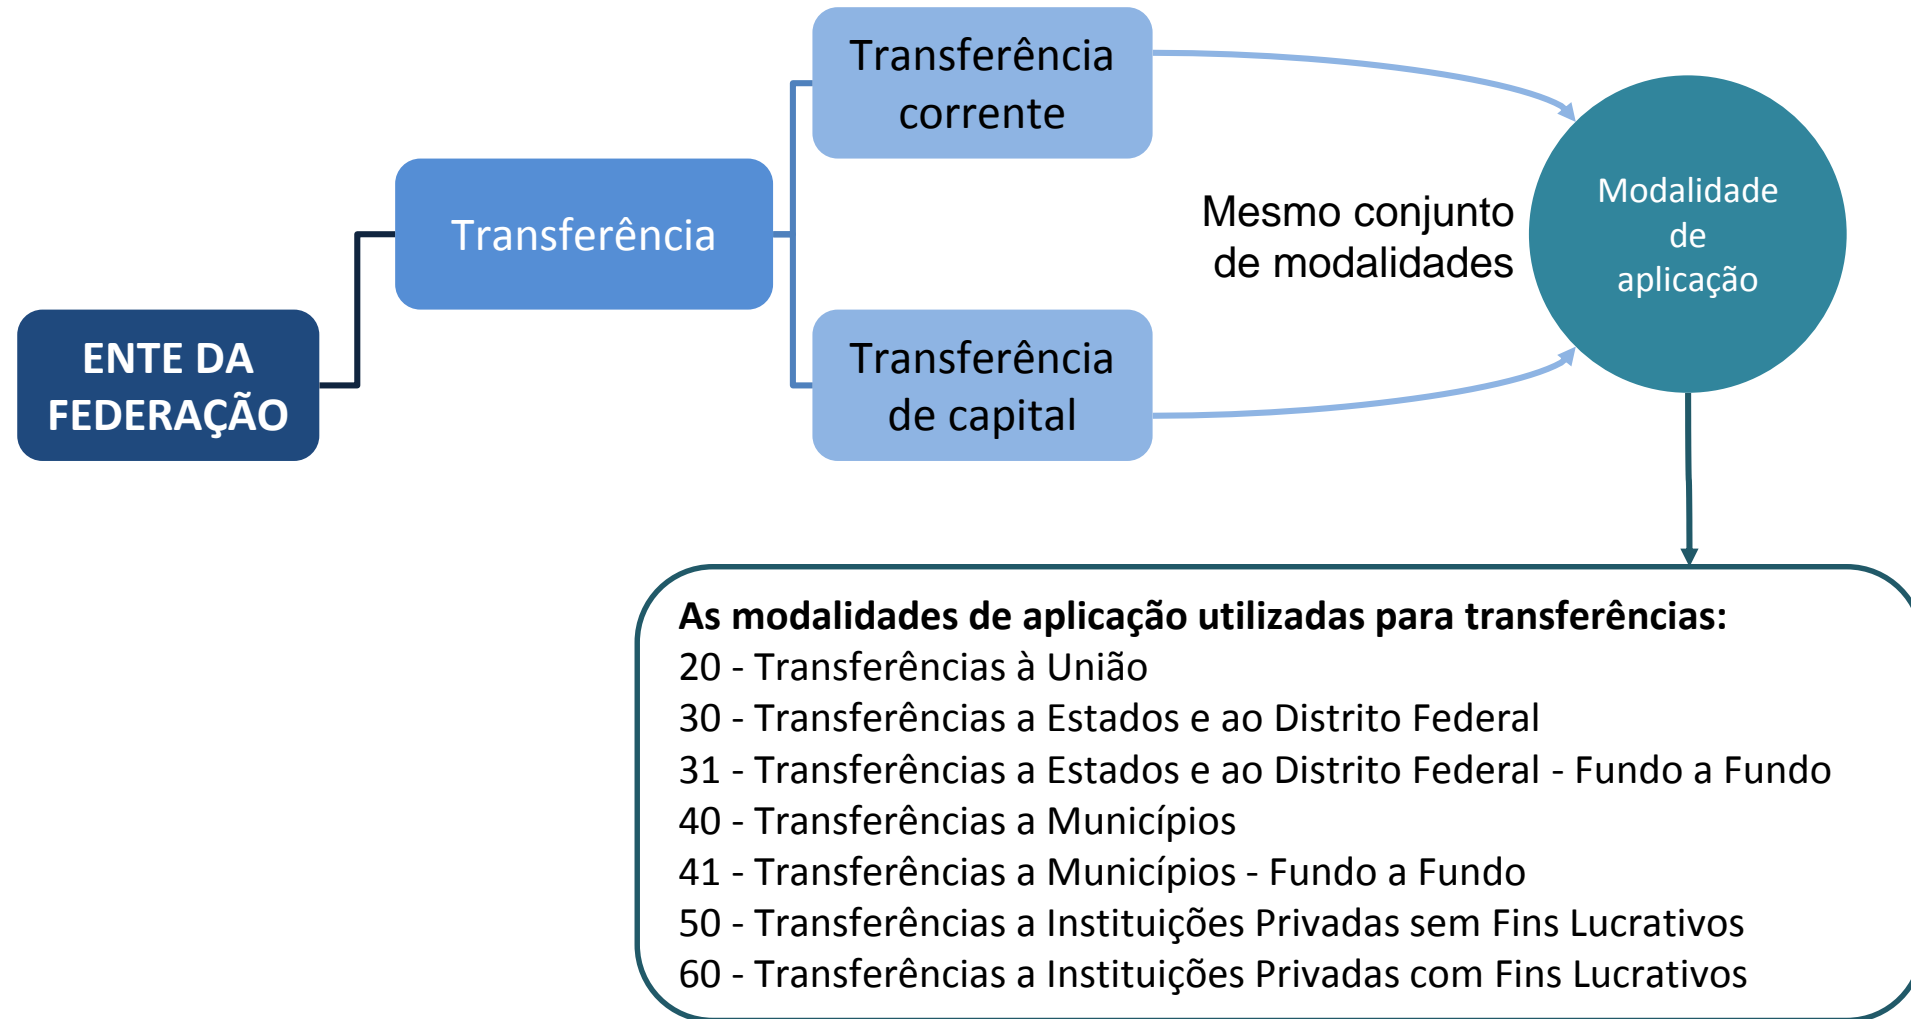 Transferência
corrente
Transferência
ENTE DA
FEDERAÇÃO
Transferência
de capital
Mesmo conjunto
de modalidades
Modalidade
de
aplicação
As modalidades de aplicação utilizadas para transferências:
20 - Transferências à União
30 - Transferências a Estados e ao Distrito Federal
31 - Transferências a Estados e ao Distrito Federal - Fundo a Fundo
40 - Transferências a Municípios
41 - Transferências a Municípios - Fundo a Fundo
50 - Transferências a Instituições Privadas sem Fins Lucrativos
60 - Transferências a Instituições Privadas com Fins Lucrativos